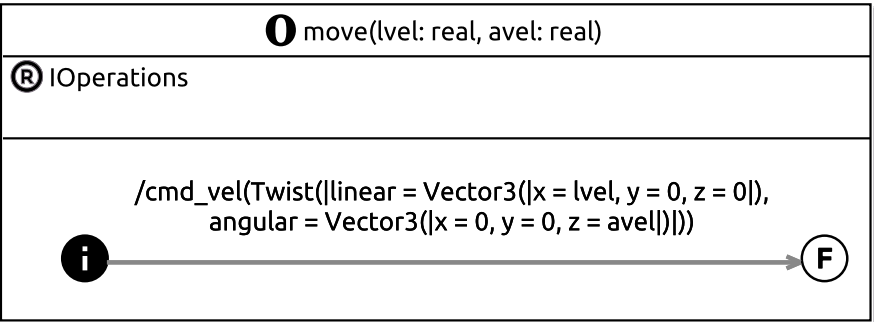 O move(lvel: real, avel: real)
R IOperations
/cmd_vel(Twist(|linear = Vector3(|x = lvel, y = 0, z = 0|),
angular = Vector3(|x = 0, y = 0, z = avel|)|))
i
F